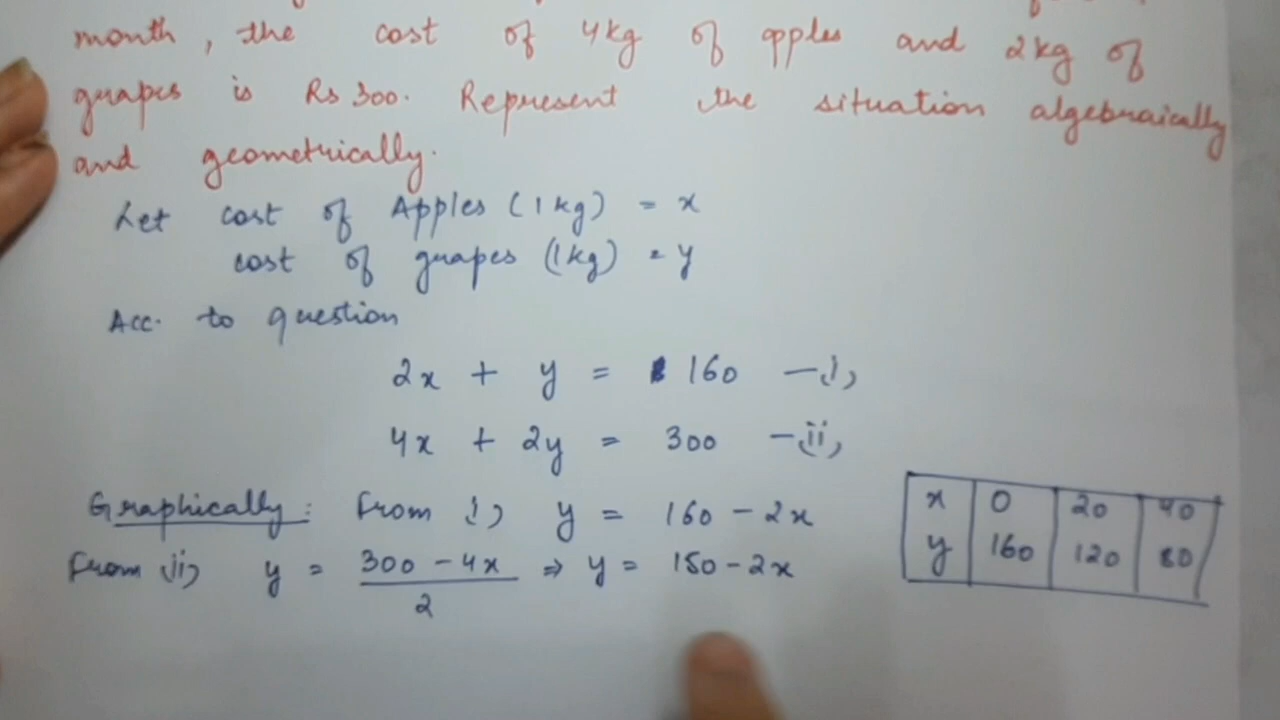 month, the cost of 4kg of apples and 2kg of
grapes is Rs 300. Represent the situation algebraically
and geometrically.
Let cost of Apples (1kg) = x
cost of grapes (1kg) = y
Acc. to question
2x + y = 160 -i)
4x + 2y = 300 -ii)
Graphically: From i) y = 160 - 2x
From ii) y = 300 - 4x / 2 ⇒ y = 150 - 2x
x 0 20 40
y 160 120 80